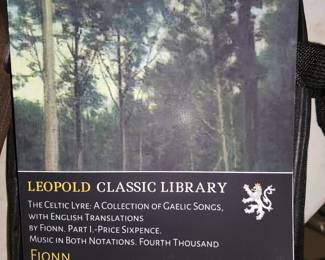 LEOPOLD CLASSIC LIBRARY
THE CELTIC LYRE: A COLLECTION OF GAELIC SONGS,
WITH ENGLISH TRANSLATIONS
BY FIONN. PART I,-PRICE SIXPENCE.
MUSIC IN BOTH NOTATIONS. FOURTH THOUSAND
FIONN